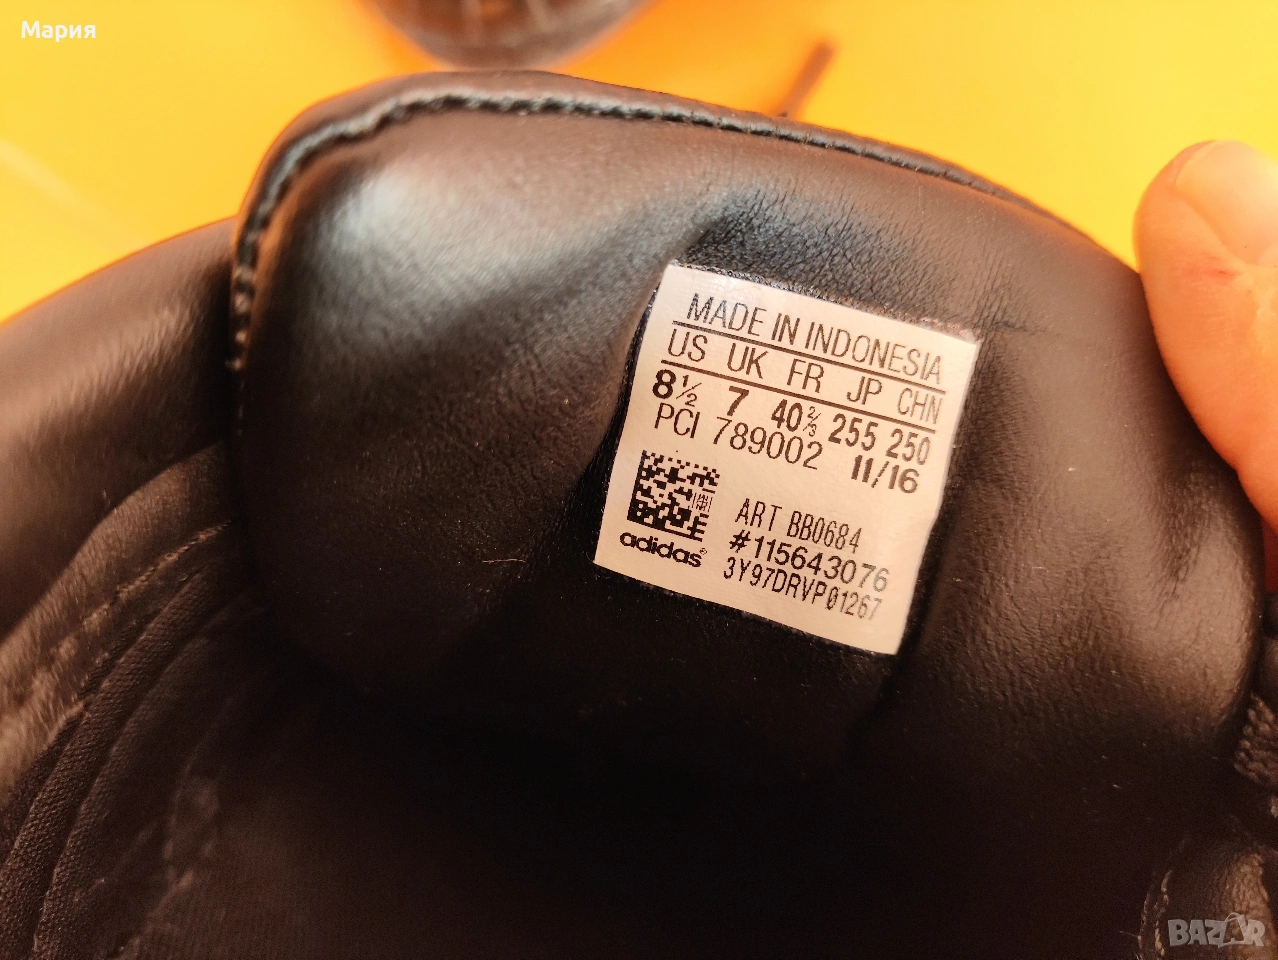 Мария
MADE IN INDONESIA
US UK FR JP CHN
8½ 7 40⅔ 255 250
PCI 789002 11/16
ART BB0684
#115643076
adidas®
3Y97DRVP01267
BAZAR